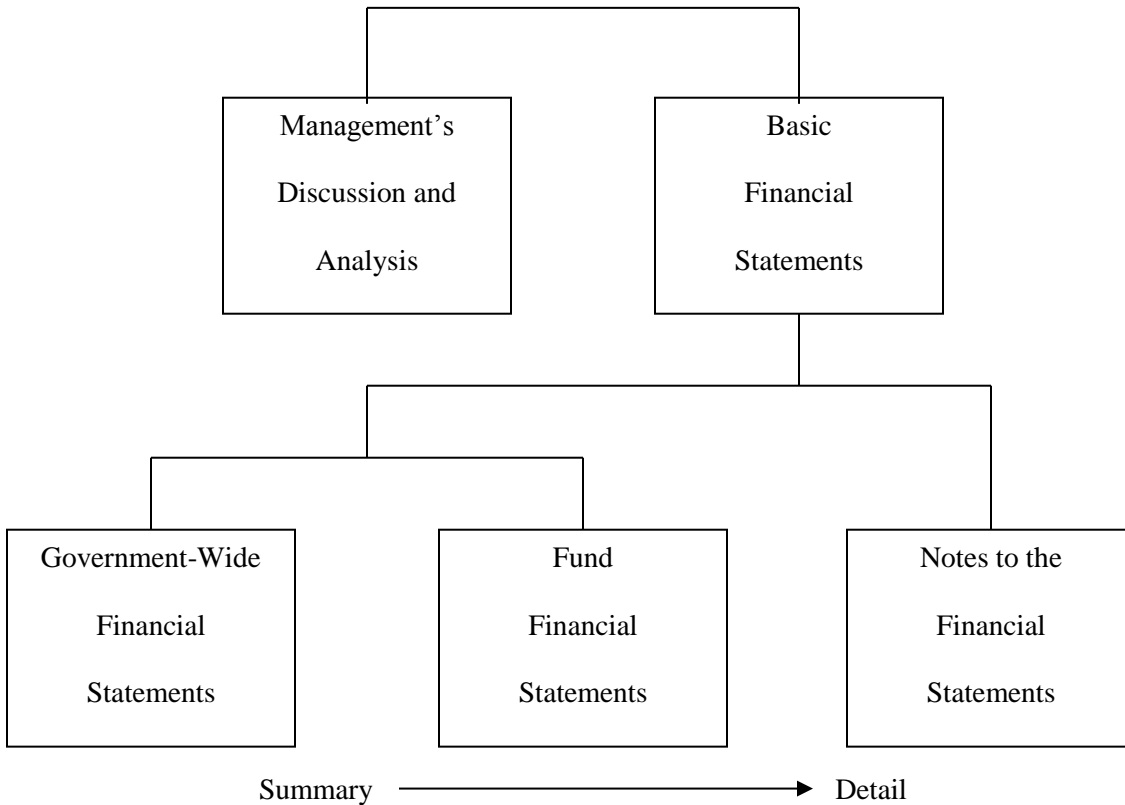 Management’s
Discussion and
Analysis
Basic
Financial
Statements
Government-Wide
Financial
Statements
Fund
Financial
Statements
Notes to the
Financial
Statements
Summary
Detail